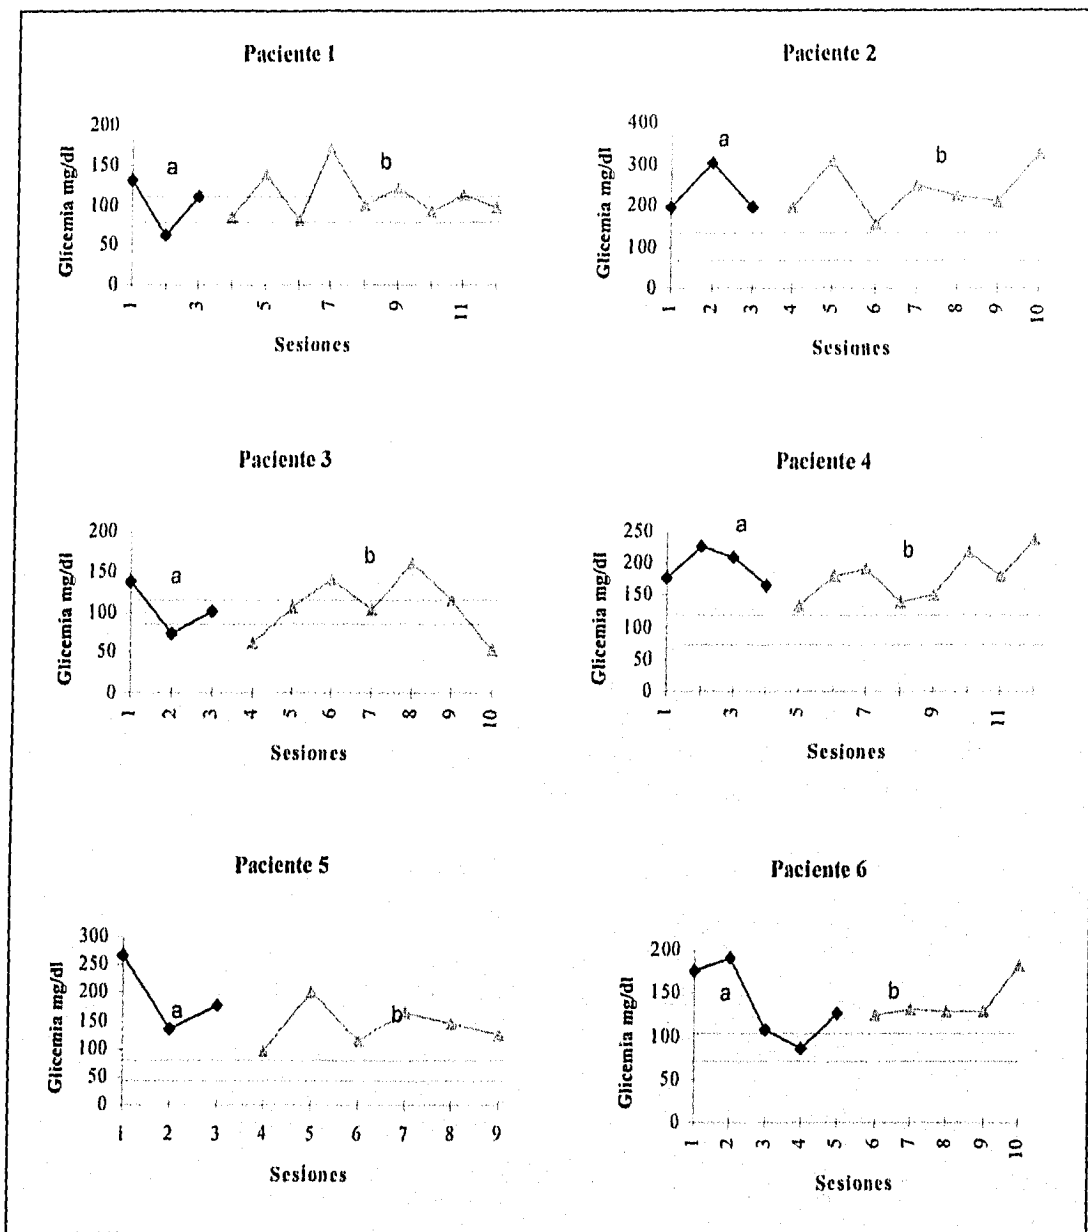 Paciente 1
200
150
100
50
0
Glicemia mg/dl
a
b
1
3
5
7
9
11
Sesiones
Paciente 2
400
300
200
100
0
Glicemia mg/dl
a
b
1
2
3
4
5
6
7
8
9
10
Sesiones
Paciente 3
200
150
100
50
0
Glicemia mg/dl
a
b
1
2
3
4
5
6
7
8
9
10
Sesiones
Paciente 4
250
200
150
100
50
0
Glicemia mg/dl
a
b
1
3
5
7
9
11
Sesiones
Paciente 5
300
250
200
150
100
50
0
Glicemia mg/dl
a
b
1
2
3
4
5
6
7
8
9
Sesiones
Paciente 6
200
150
100
50
0
Glicemia mg/dl
a
b
1
2
3
4
5
6
7
8
9
10
Sesiones